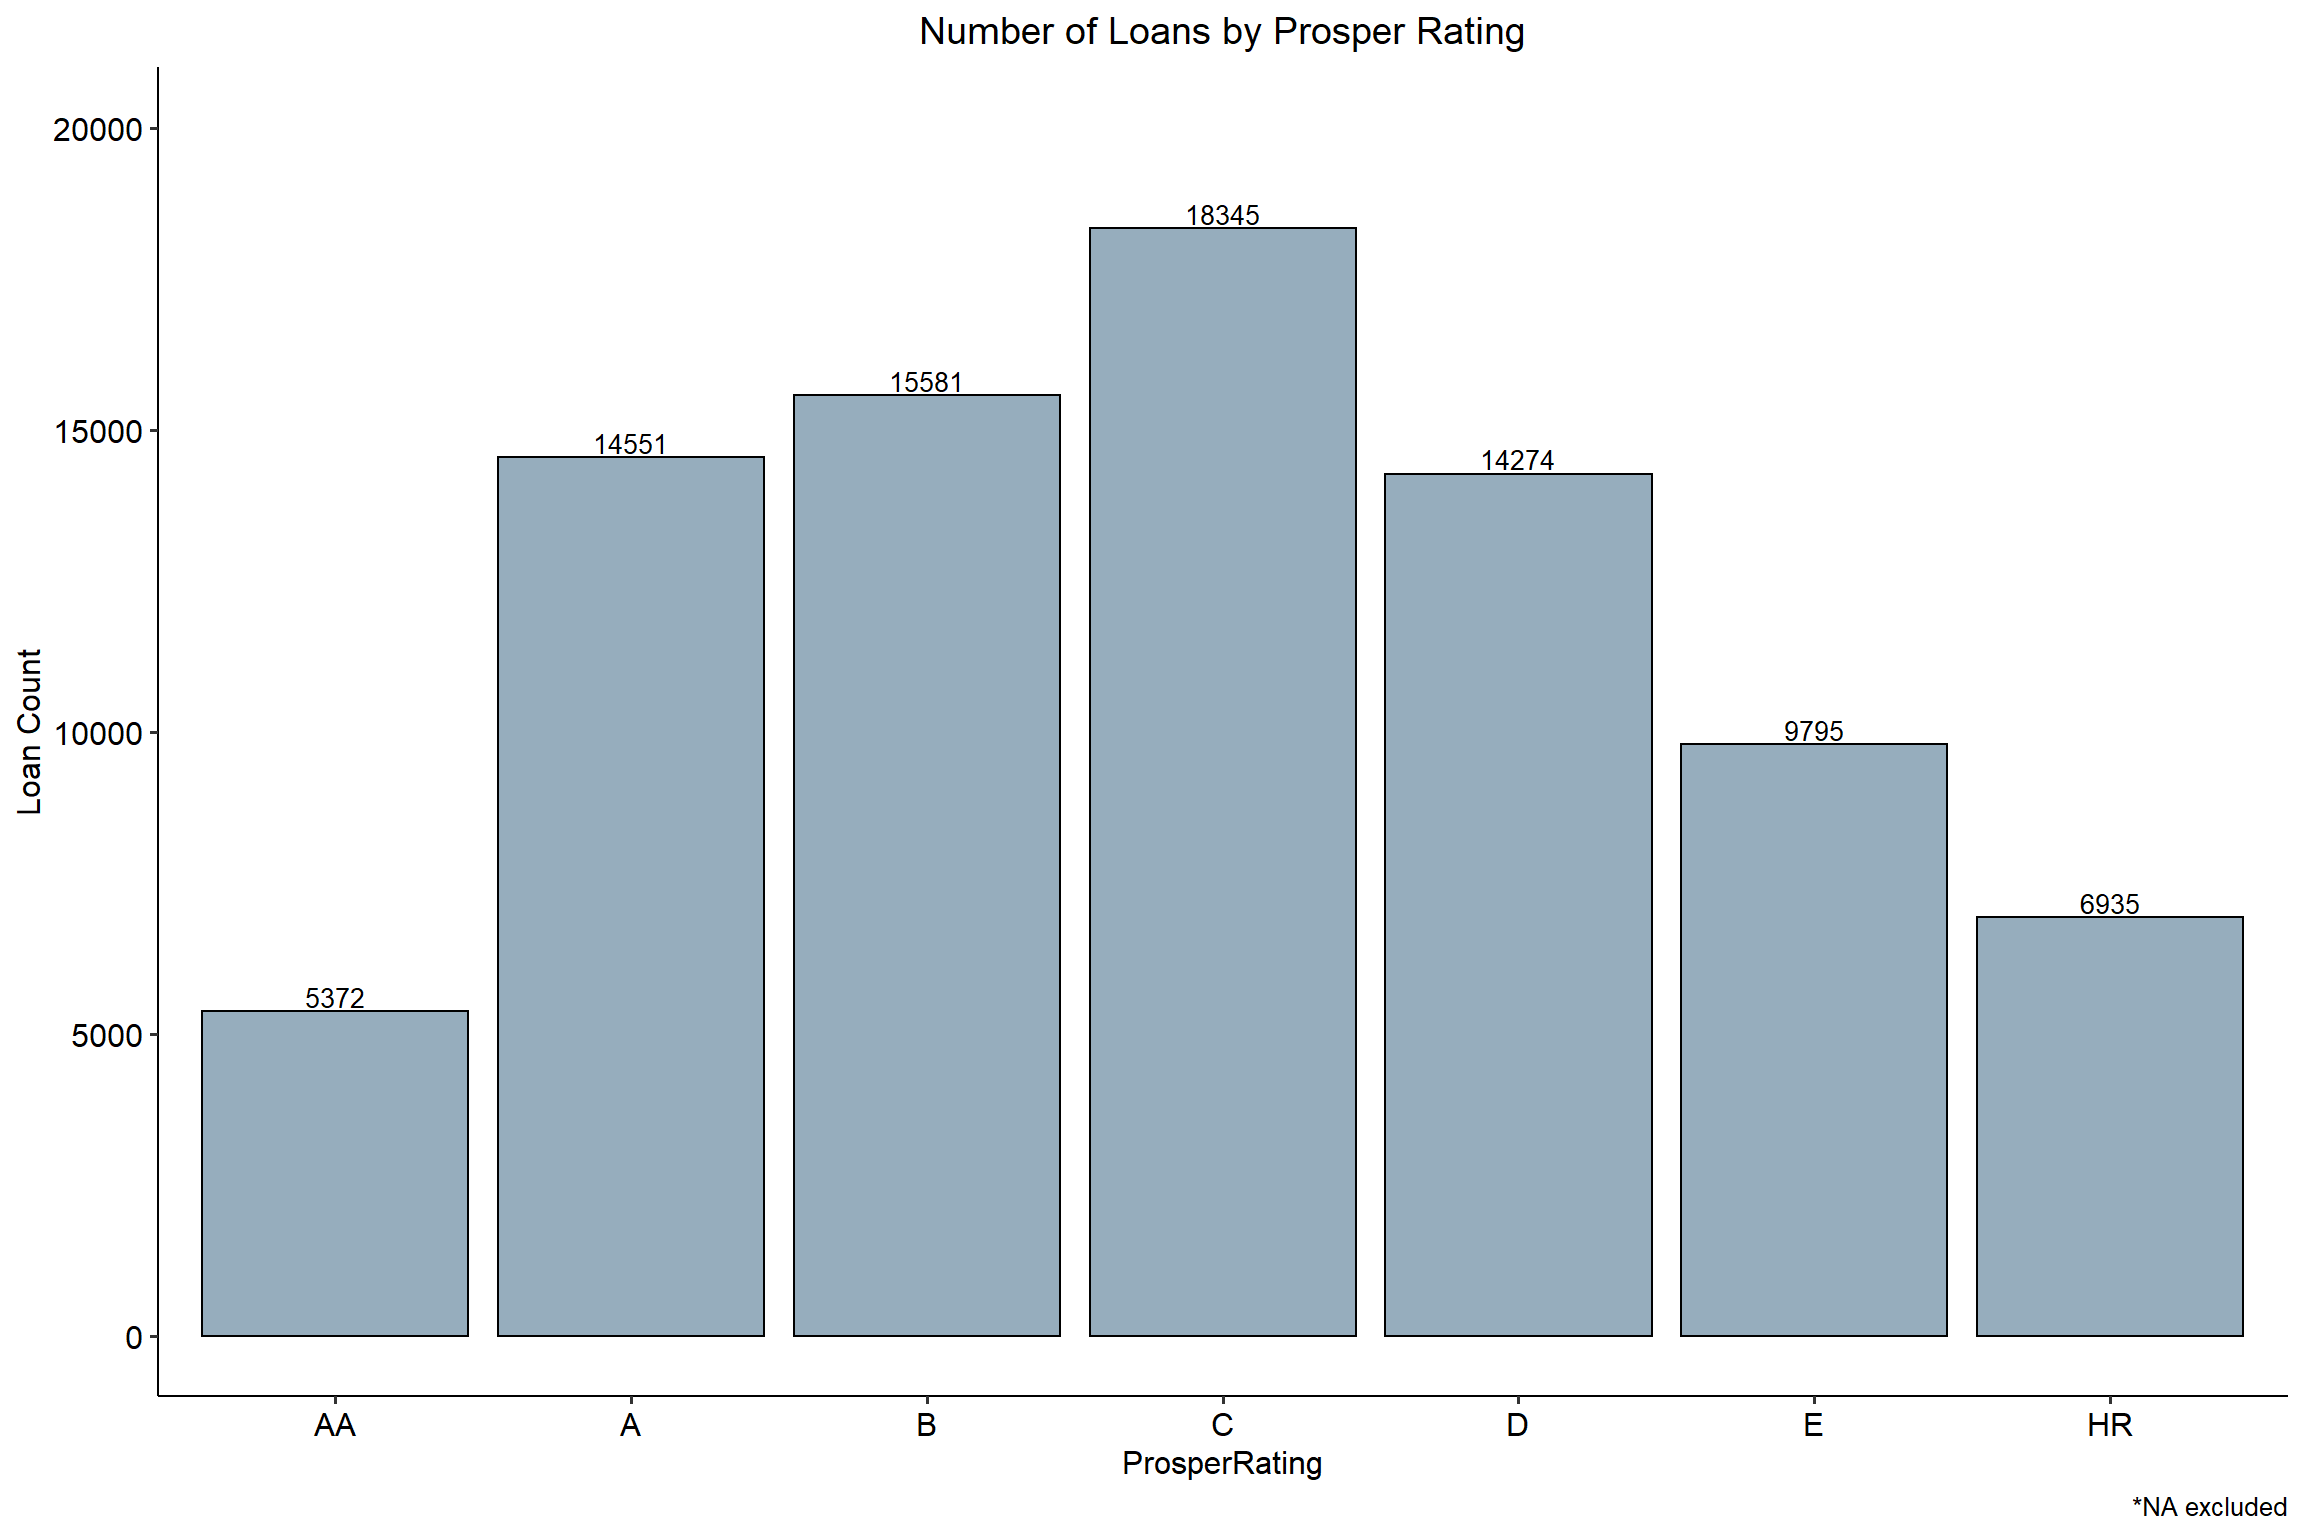 Number of Loans by Prosper Rating
20000
15000
10000
5000
0
Loan Count
5372
14551
15581
18345
14274
9795
6935
AA
A
B
C
D
E
HR
ProsperRating
*NA excluded